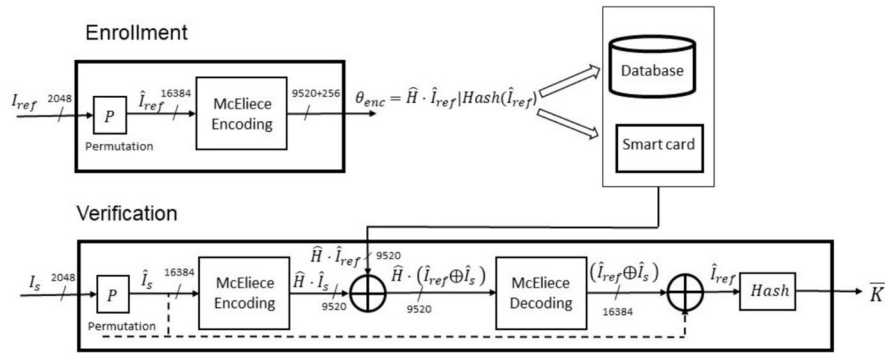 Enrollment
I_ref 2048
P
Permutation
Î_ref 16384
McEliece
Encoding
9520+256
θ_enc = Ĥ · Î_ref|Hash(Î_ref)
Database
Smart card
Verification
I_s 2048
P
Permutation
Î_s 16384
McEliece
Encoding
Ĥ · Î_s
9520
Ĥ · Î_ref 9520
Ĥ · (Î_ref⊕Î_s)
9520
McEliece
Decoding
(Î_ref⊕Î_s)
16384
Î_ref
Hash
K̅